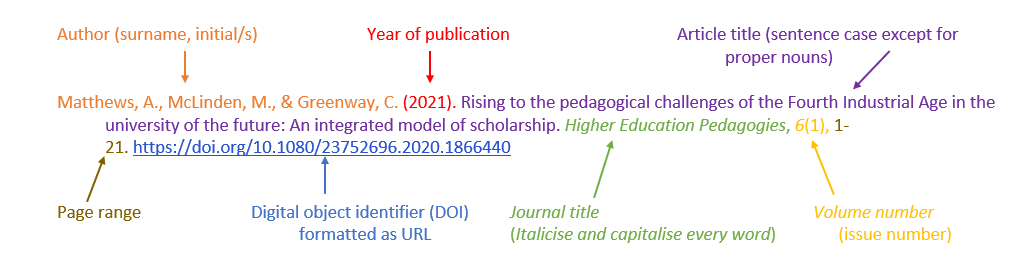 Author (surname, initial/s) Year of publication Article title (sentence case except for
proper nouns)
Matthews, A., McLinden, M., & Greenway, C. (2021). Rising to the pedagogical challenges of the Fourth Industrial Age in the
university of the future: An integrated model of scholarship. Higher Education Pedagogies, 6(1), 1-
21. https://doi.org/10.1080/23752696.2020.1866440
Page range Digital object identifier (DOI) Journal title Volume number
formatted as URL (Italicise and capitalise every word) (issue number)